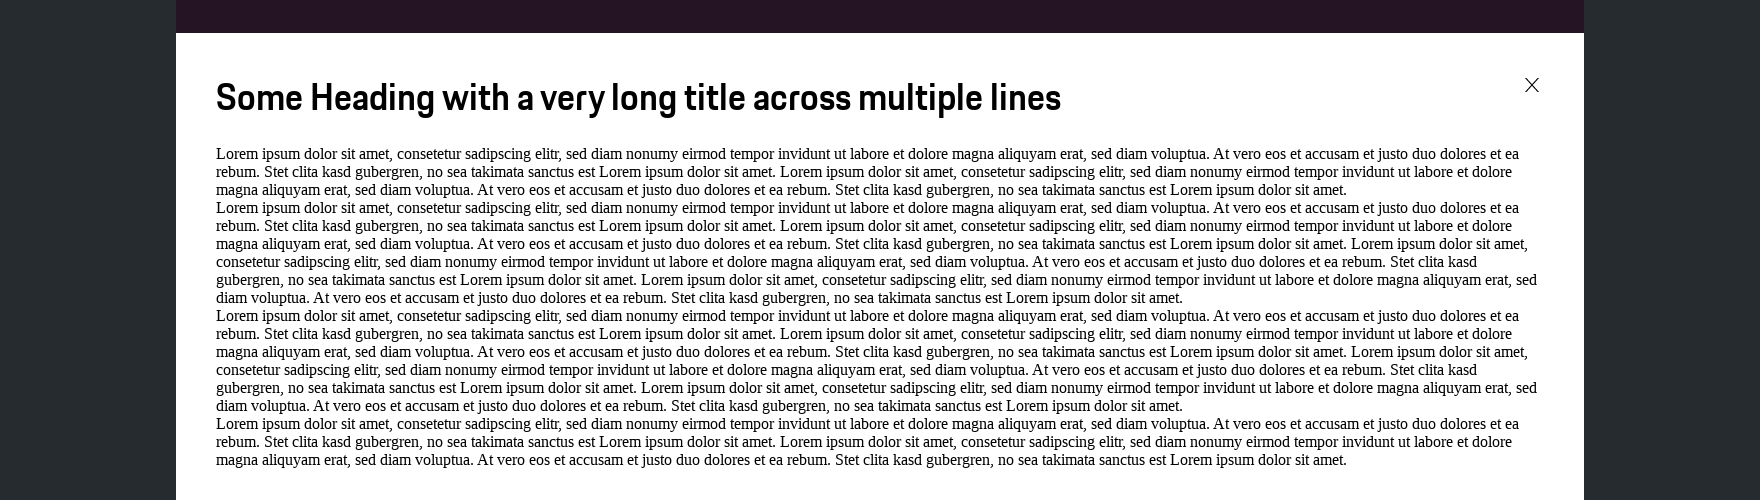 Some Heading with a very long title across multiple lines
Lorem ipsum dolor sit amet, consetetur sadipscing elitr, sed diam nonumy eirmod tempor invidunt ut labore et dolore magna aliquyam erat, sed diam voluptua. At vero eos et accusam et justo duo dolores et ea
rebum. Stet clita kasd gubergren, no sea takimata sanctus est Lorem ipsum dolor sit amet. Lorem ipsum dolor sit amet, consetetur sadipscing elitr, sed diam nonumy eirmod tempor invidunt ut labore et dolore
magna aliquyam erat, sed diam voluptua. At vero eos et accusam et justo duo dolores et ea rebum. Stet clita kasd gubergren, no sea takimata sanctus est Lorem ipsum dolor sit amet.
Lorem ipsum dolor sit amet, consetetur sadipscing elitr, sed diam nonumy eirmod tempor invidunt ut labore et dolore magna aliquyam erat, sed diam voluptua. At vero eos et accusam et justo duo dolores et ea
rebum. Stet clita kasd gubergren, no sea takimata sanctus est Lorem ipsum dolor sit amet. Lorem ipsum dolor sit amet, consetetur sadipscing elitr, sed diam nonumy eirmod tempor invidunt ut labore et dolore
magna aliquyam erat, sed diam voluptua. At vero eos et accusam et justo duo dolores et ea rebum. Stet clita kasd gubergren, no sea takimata sanctus est Lorem ipsum dolor sit amet. Lorem ipsum dolor sit amet,
consetetur sadipscing elitr, sed diam nonumy eirmod tempor invidunt ut labore et dolore magna aliquyam erat, sed diam voluptua. At vero eos et accusam et justo duo dolores et ea rebum. Stet clita kasd
gubergren, no sea takimata sanctus est Lorem ipsum dolor sit amet. Lorem ipsum dolor sit amet, consetetur sadipscing elitr, sed diam nonumy eirmod tempor invidunt ut labore et dolore magna aliquyam erat, sed
diam voluptua. At vero eos et accusam et justo duo dolores et ea rebum. Stet clita kasd gubergren, no sea takimata sanctus est Lorem ipsum dolor sit amet.
Lorem ipsum dolor sit amet, consetetur sadipscing elitr, sed diam nonumy eirmod tempor invidunt ut labore et dolore magna aliquyam erat, sed diam voluptua. At vero eos et accusam et justo duo dolores et ea
rebum. Stet clita kasd gubergren, no sea takimata sanctus est Lorem ipsum dolor sit amet. Lorem ipsum dolor sit amet, consetetur sadipscing elitr, sed diam nonumy eirmod tempor invidunt ut labore et dolore
magna aliquyam erat, sed diam voluptua. At vero eos et accusam et justo duo dolores et ea rebum. Stet clita kasd gubergren, no sea takimata sanctus est Lorem ipsum dolor sit amet. Lorem ipsum dolor sit amet,
consetetur sadipscing elitr, sed diam nonumy eirmod tempor invidunt ut labore et dolore magna aliquyam erat, sed diam voluptua. At vero eos et accusam et justo duo dolores et ea rebum. Stet clita kasd
gubergren, no sea takimata sanctus est Lorem ipsum dolor sit amet. Lorem ipsum dolor sit amet, consetetur sadipscing elitr, sed diam nonumy eirmod tempor invidunt ut labore et dolore magna aliquyam erat, sed
diam voluptua. At vero eos et accusam et justo duo dolores et ea rebum. Stet clita kasd gubergren, no sea takimata sanctus est Lorem ipsum dolor sit amet.
Lorem ipsum dolor sit amet, consetetur sadipscing elitr, sed diam nonumy eirmod tempor invidunt ut labore et dolore magna aliquyam erat, sed diam voluptua. At vero eos et accusam et justo duo dolores et ea
rebum. Stet clita kasd gubergren, no sea takimata sanctus est Lorem ipsum dolor sit amet. Lorem ipsum dolor sit amet, consetetur sadipscing elitr, sed diam nonumy eirmod tempor invidunt ut labore et dolore
magna aliquyam erat, sed diam voluptua. At vero eos et accusam et justo duo dolores et ea rebum. Stet clita kasd gubergren, no sea takimata sanctus est Lorem ipsum dolor sit amet.